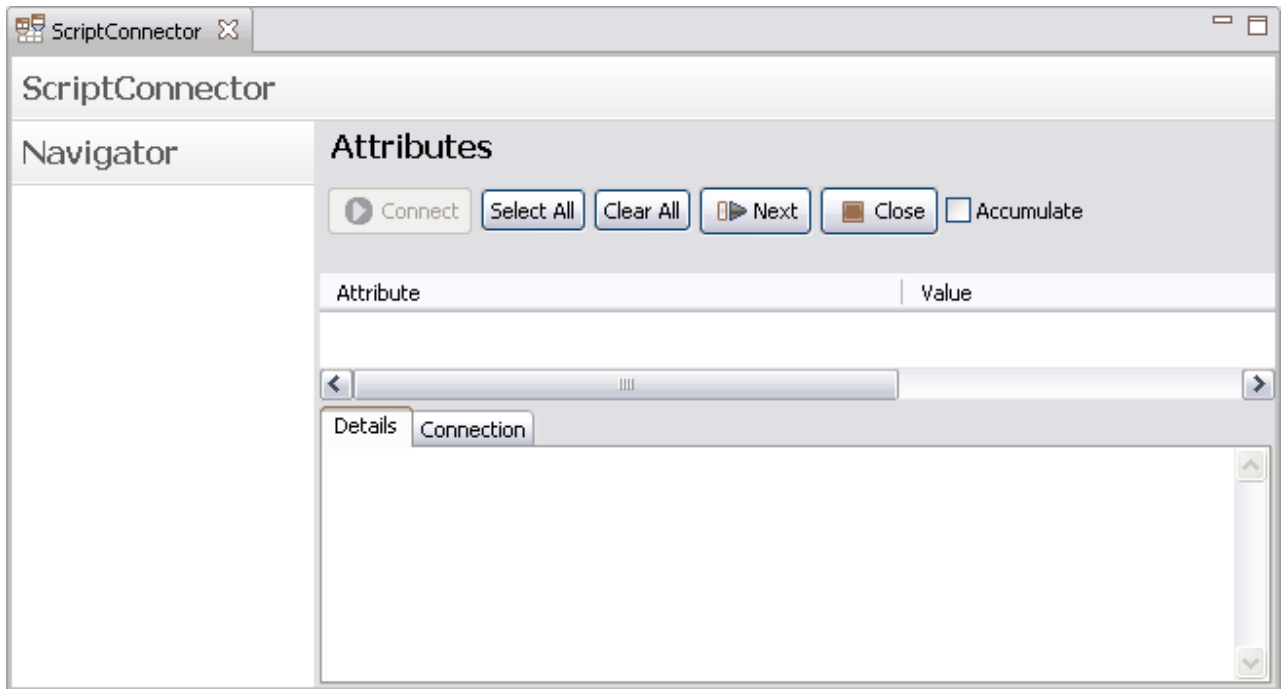 ScriptConnector
ScriptConnector
Navigator
Attributes
Connect Select All Clear All Next Close Accumulate
Attribute Value
Details Connection